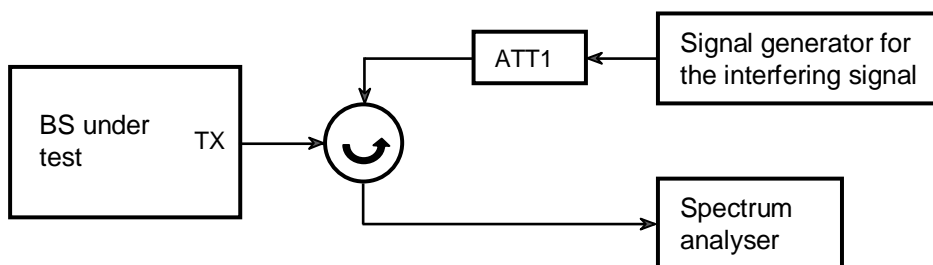 ATT1
Signal generator for
the interfering signal
BS under
test
TX
Spectrum
analyser